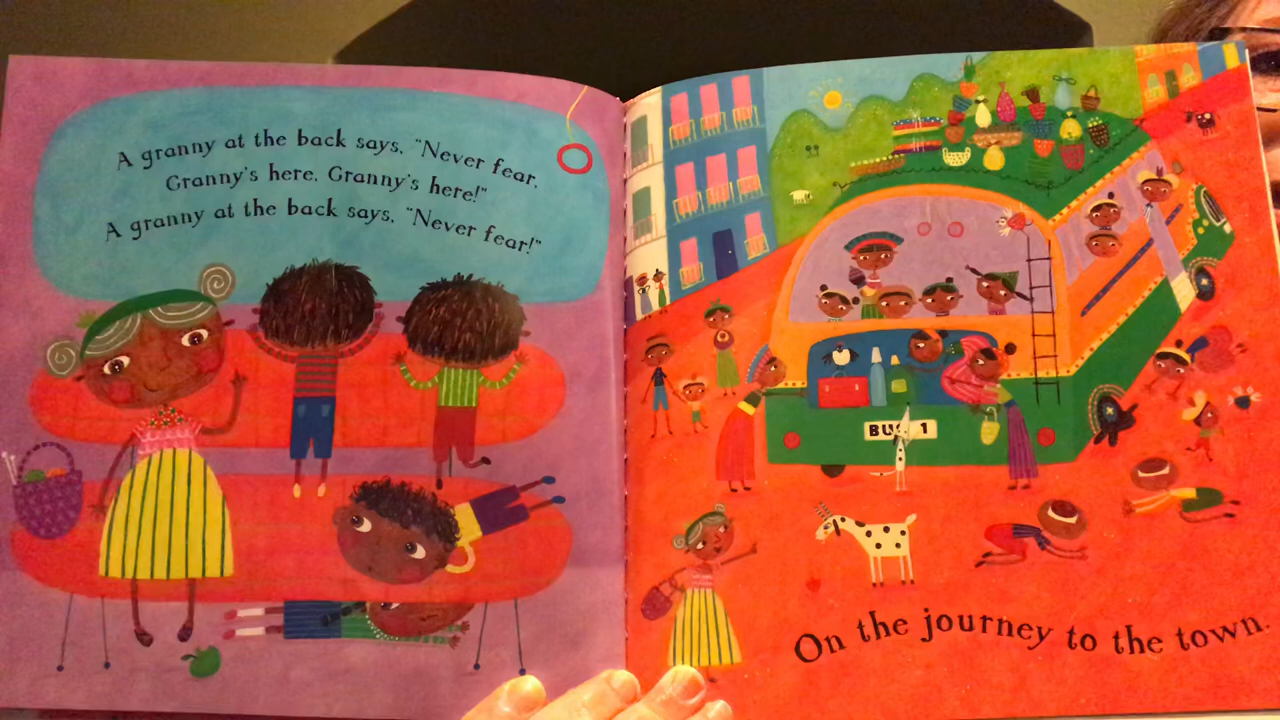 A granny at the back says, "Never fear,
Granny's here, Granny's here!"
A granny at the back says, "Never fear!"
BUS 1
On the journey to the town.